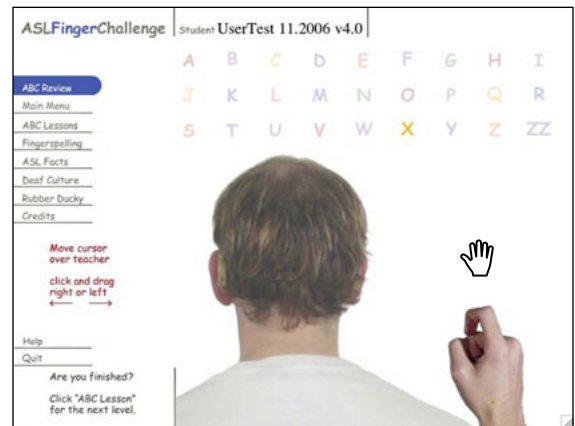 ASLFingerChallenge Student UserTest 11.2006 v4.0
A B C D E F G H I
J K L M N O P Q R
S T U V W X Y Z ZZ
ABC Review
Main Menu
ABC Lessons
Fingerspelling
ASL Facts
Deaf Culture
Rubber Ducky
Credits
Move cursor
over teacher
click and drag
right or left
← →
Help
Quit
Are you finished?
Click "ABC Lesson"
for the next level.